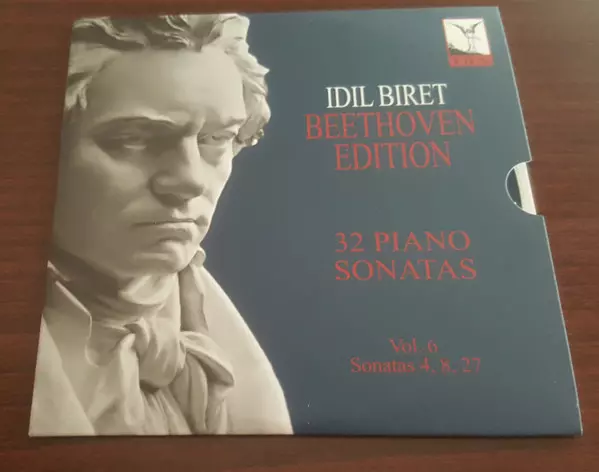 IDIL BIRET
BEETHOVEN
EDITION
32 PIANO
SONATAS
Vol. 6
Sonatas 4, 8, 27